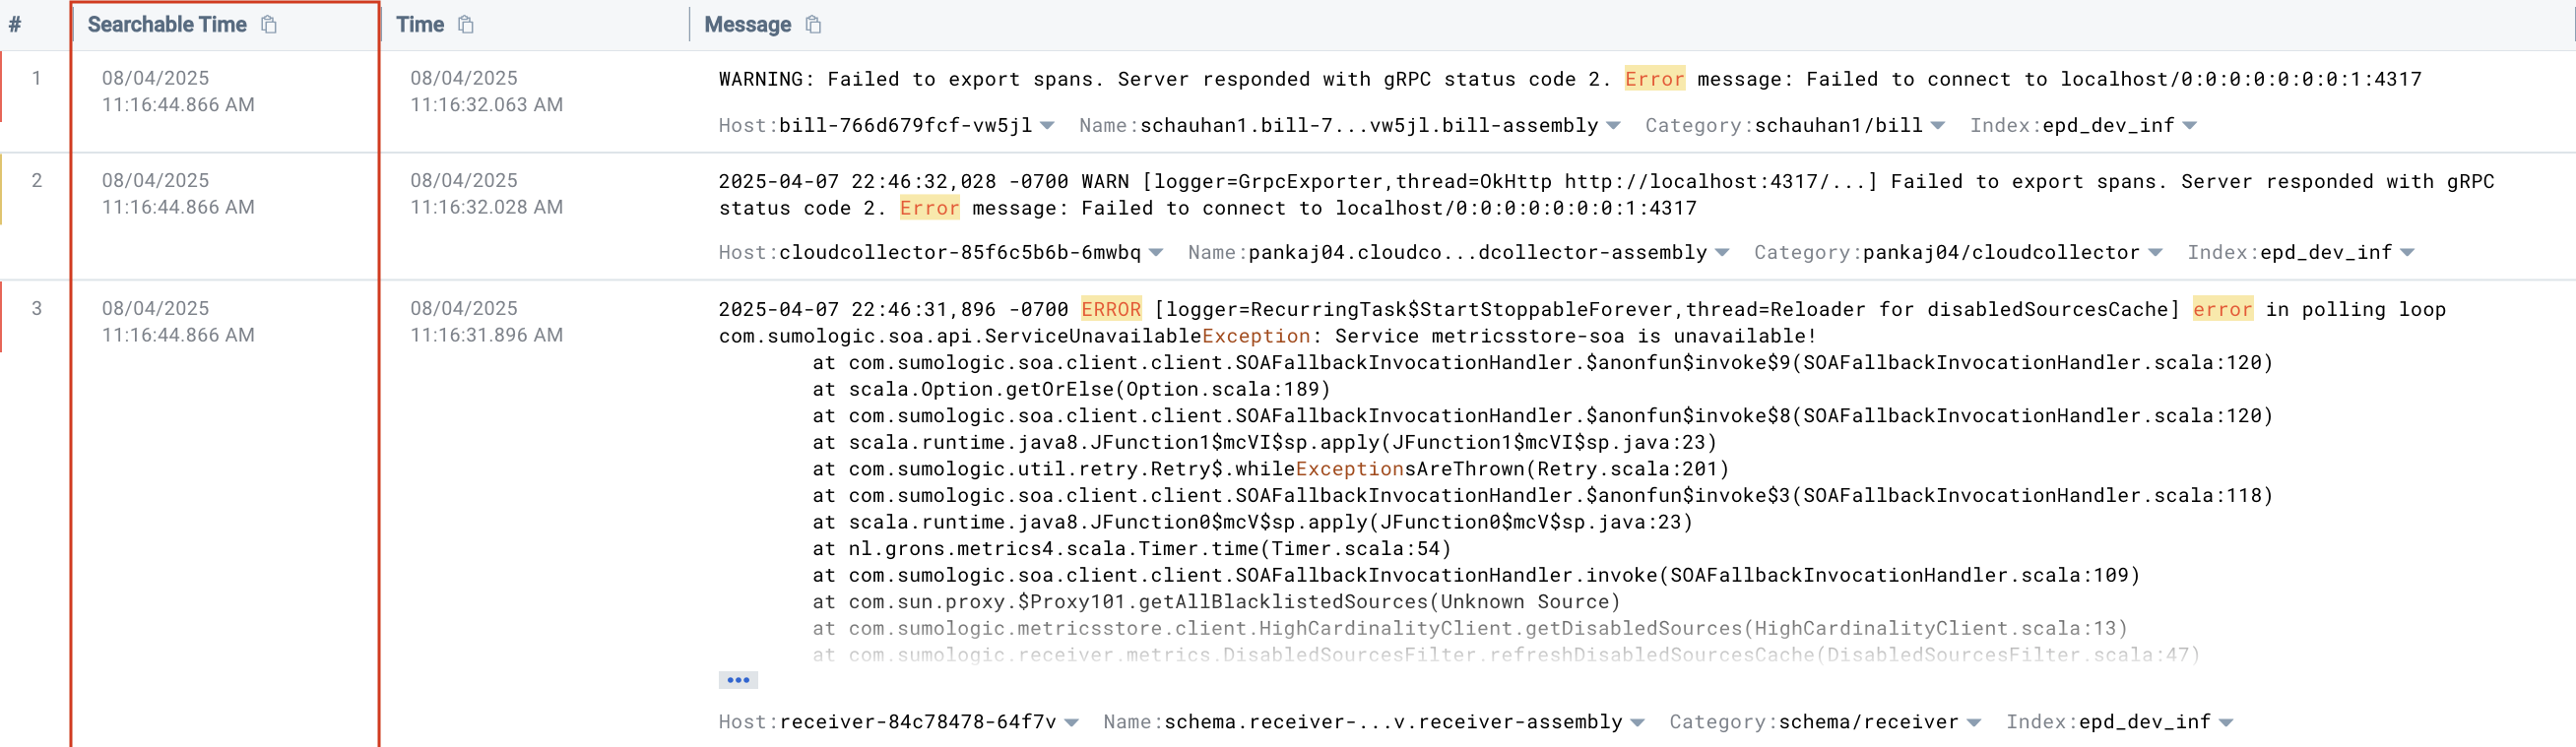 # Searchable Time Time Message
1 08/04/2025 08/04/2025 WARNING: Failed to export spans. Server responded with gRPC status code 2. Error message: Failed to connect to localhost/0:0:0:0:0:0:0:1:4317
11:16:44.866 AM 11:16:32.063 AM
Host:bill-766d679fcf-vw5jl Name:schauhan1.bill-7...vw5jl.bill-assembly Category:schauhan1/bill Index:epd_dev_inf
2 08/04/2025 08/04/2025 2025-04-07 22:46:32,028 -0700 WARN [logger=GrpcExporter,thread=OkHttp http://localhost:4317/...] Failed to export spans. Server responded with gRPC
11:16:44.866 AM 11:16:32.028 AM status code 2. Error message: Failed to connect to localhost/0:0:0:0:0:0:0:1:4317
Host:cloudcollector-85f6c5b6b-6mwbq Name:pankaj04.cloudco...dcollector-assembly Category:pankaj04/cloudcollector Index:epd_dev_inf
3 08/04/2025 08/04/2025 2025-04-07 22:46:31,896 -0700 ERROR [logger=RecurringTask$StartStoppableForever,thread=Reloader for disabledSourcesCache] error in polling loop
11:16:44.866 AM 11:16:31.896 AM com.sumologic.soa.api.ServiceUnavailableException: Service metricsstore-soa is unavailable!
at com.sumologic.soa.client.client.SOAFallbackInvocationHandler.$anonfun$invoke$9(SOAFallbackInvocationHandler.scala:120)
at scala.Option.getOrElse(Option.scala:189)
at com.sumologic.soa.client.client.SOAFallbackInvocationHandler.$anonfun$invoke$8(SOAFallbackInvocationHandler.scala:120)
at scala.runtime.java8.JFunction1$mcVI$sp.apply(JFunction1$mcVI$sp.java:23)
at com.sumologic.util.retry.Retry$.whileExceptionsAreThrown(Retry.scala:201)
at com.sumologic.soa.client.client.SOAFallbackInvocationHandler.$anonfun$invoke$3(SOAFallbackInvocationHandler.scala:118)
at scala.runtime.java8.JFunction0$mcV$sp.apply(JFunction0$mcV$sp.java:23)
at nl.grons.metrics4.scala.Timer.time(Timer.scala:54)
at com.sumologic.soa.client.client.SOAFallbackInvocationHandler.invoke(SOAFallbackInvocationHandler.scala:109)
at com.sun.proxy.$Proxy101.getAllBlacklistedSources(Unknown Source)
at com.sumologic.metricsstore.client.HighCardinalityClient.getDisabledSources(HighCardinalityClient.scala:13)
at com.sumologic.receiver.metrics.DisabledSourcesFilter.refreshDisabledSourcesCache(DisabledSourcesFilter.scala:47)
Host:receiver-84c78478-64f7v Name:schema.receiver-...v.receiver-assembly Category:schema/receiver Index:epd_dev_inf